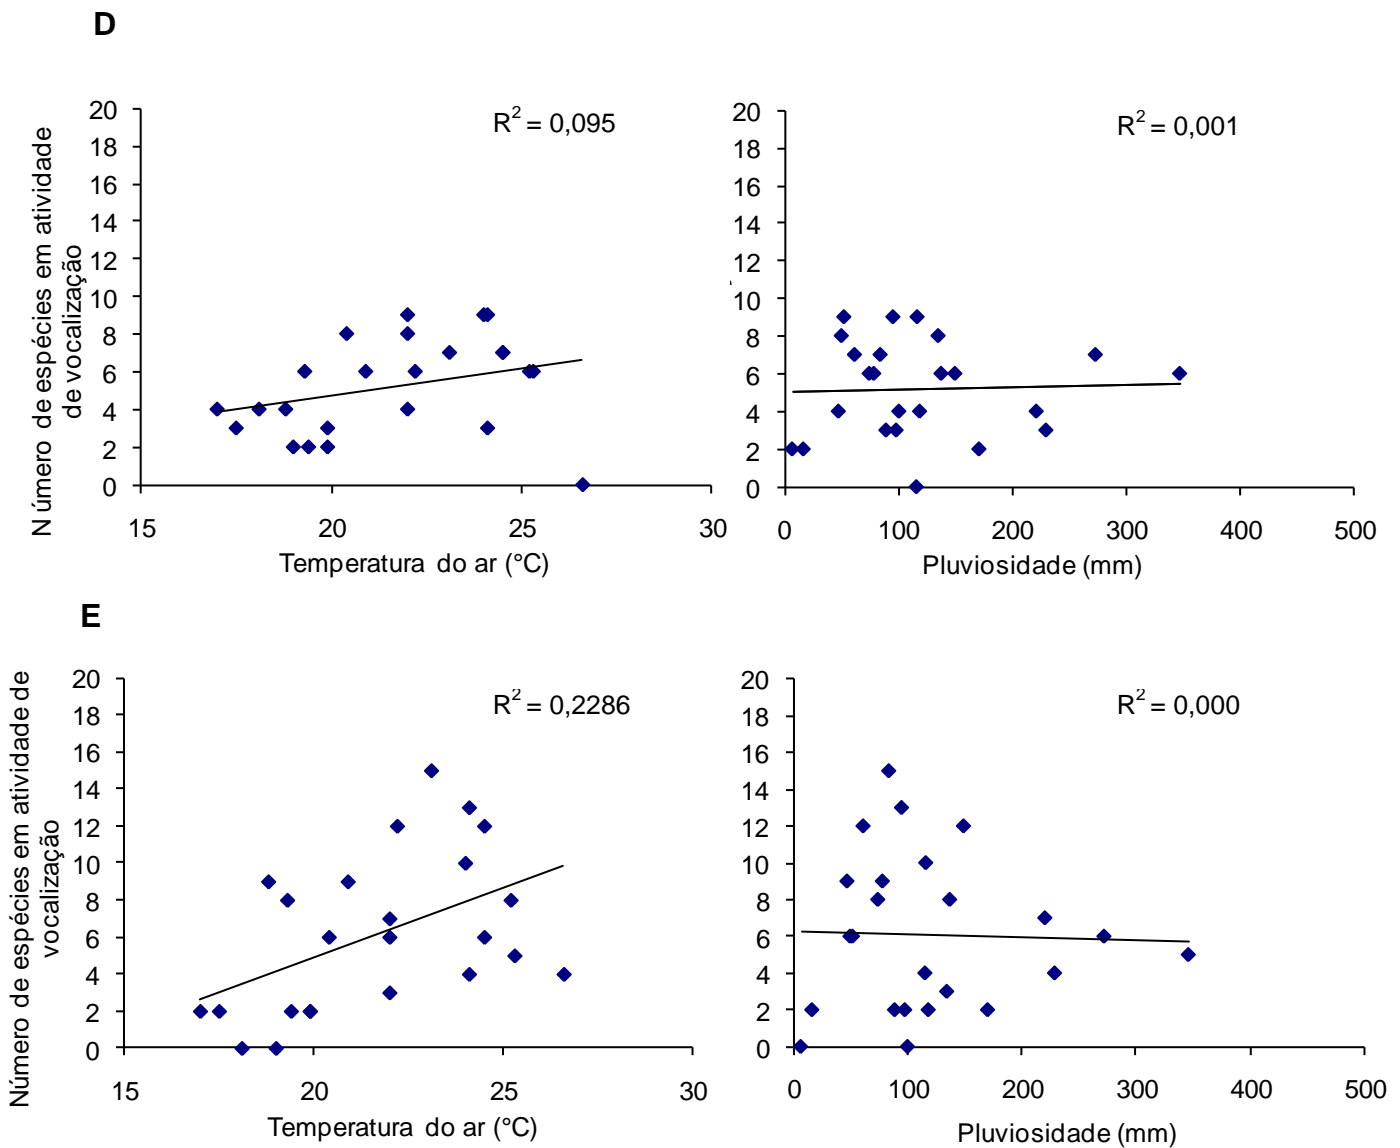 D
Número de espécies em atividade
de vocalização
20
18
16
14
12
10
8
6
4
2
0
R² = 0,095
15 20 25 30
Temperatura do ar (°C)
20
18
16
14
12
10
8
6
4
2
0
R² = 0,001
0 100 200 300 400 500
Pluviosidade (mm)
E
Número de espécies em atividade de
vocalização
20
18
16
14
12
10
8
6
4
2
0
R² = 0,2286
15 20 25 30
Temperatura do ar (°C)
20
18
16
14
12
10
8
6
4
2
0
R² = 0,000
0 100 200 300 400 500
Pluviosidade (mm)